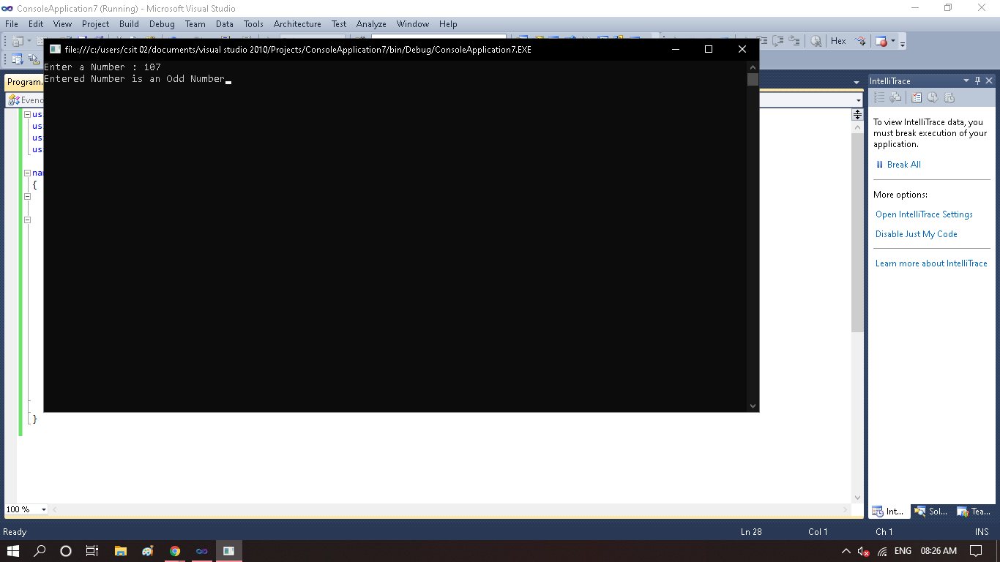 ConsoleApplication7 (Running) - Microsoft Visual Studio
File Edit View Project Build Debug Team Data Tools Architecture Test Analyze Window Help
Hex
file:///c:/users/csit 02/documents/visual studio 2010/Projects/ConsoleApplication7/bin/Debug/ConsoleApplication7.EXE
Enter a Number : 107
Entered Number is an Odd Number
Program.
Evenc
us
us
us
us
nam
{
}
IntelliTrace
To view IntelliTrace data, you
must break execution of your
application.
Break All
More options:
Open IntelliTrace Settings
Disable Just My Code
Learn more about IntelliTrace
100 %
Int... Sol... Tea...
Ready Ln 28 Col 1 Ch 1 INS
ENG 08:26 AM